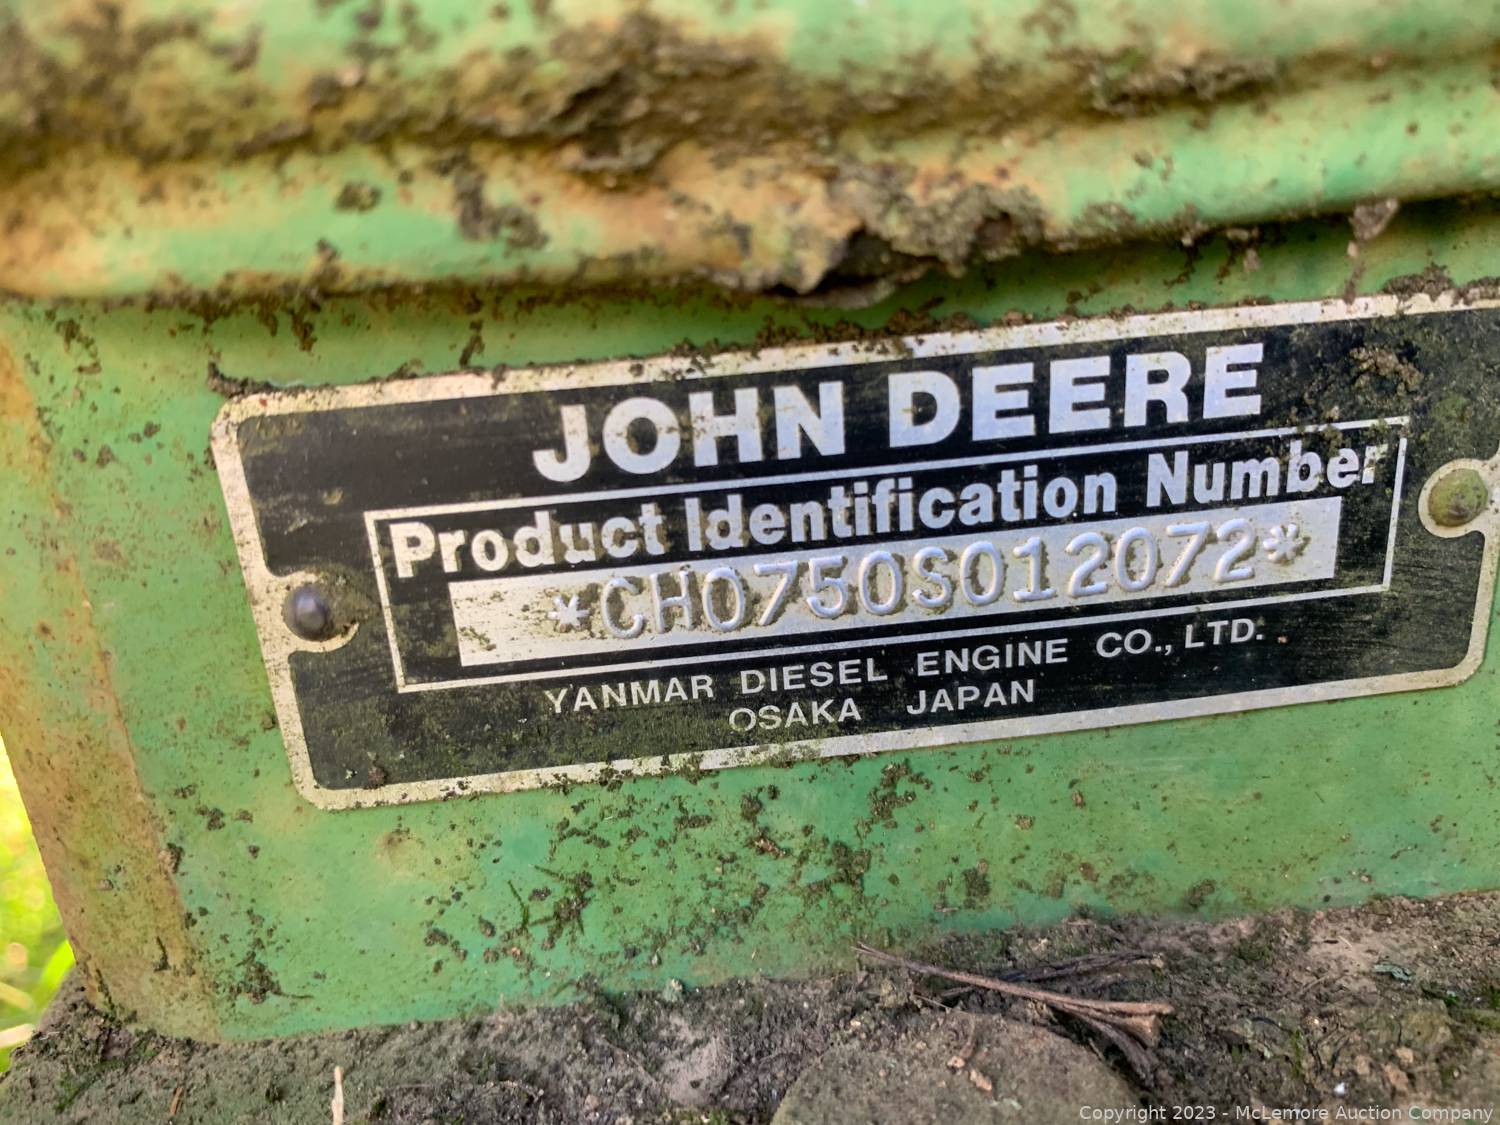 JOHN DEERE
Product Identification Number
*CH0750S012072*
YANMAR DIESEL ENGINE CO., LTD.
OSAKA JAPAN
Copyright 2023 - McLemore Auction Company